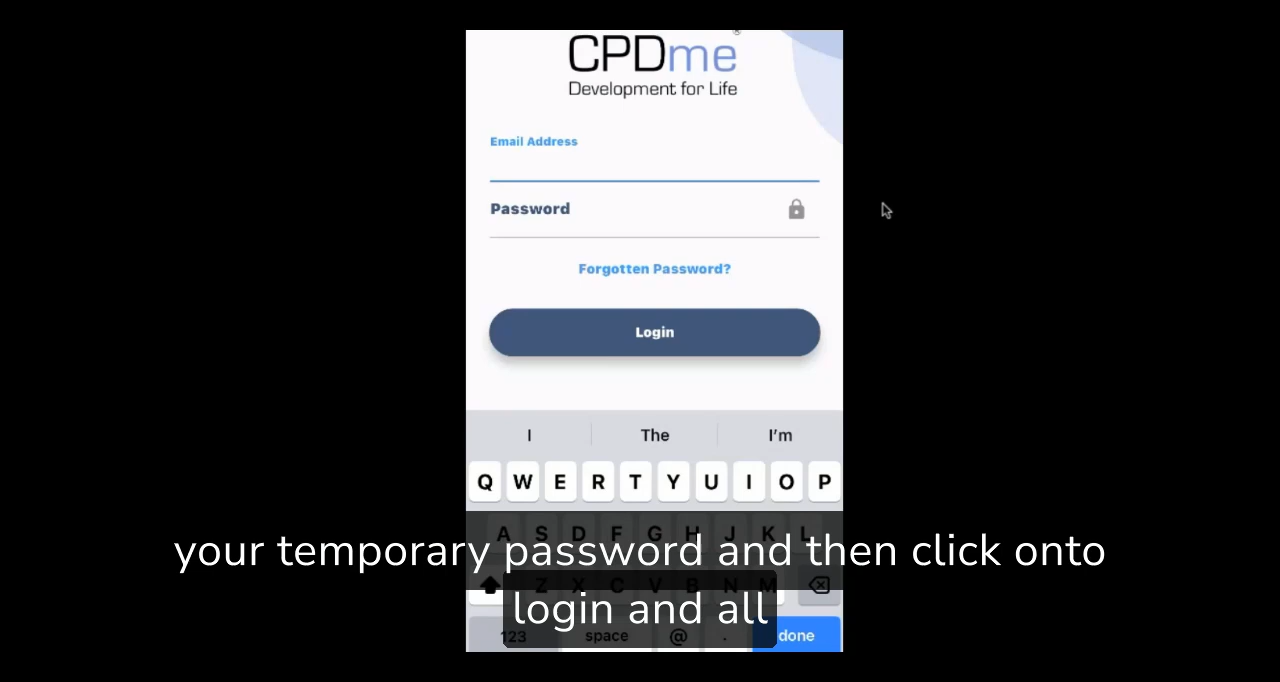 CPDme
Development for Life
Email Address
Password
Forgotten Password?
Login
I The I'm
Q W E R T Y U I O P
A S D F G H J K L
your temporary password and then click onto
Z X C V B N M
login and all
123 space @ . done